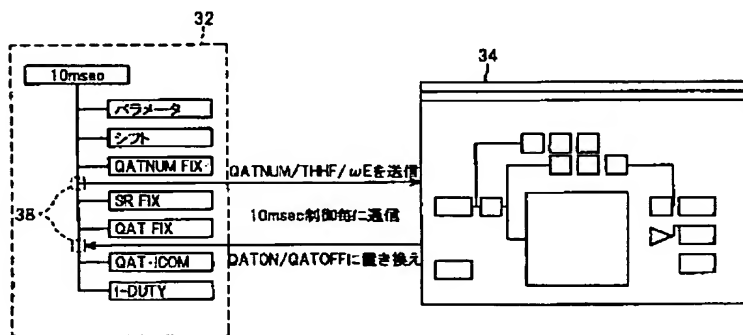 32
34
10msec
パラメータ
シフト
QATNUM FIX
QATNUM/THHF/ωEを送信
38
SR FIX
10msec制御毎に通信
QAT FIX
QATON/QATOFFに置き換え
QAT-ICOM
I-DUTY